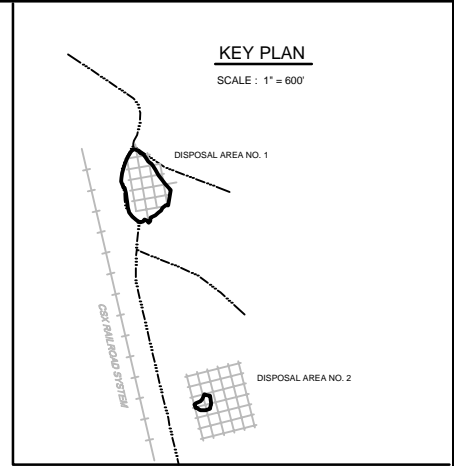 KEY PLAN
SCALE : 1" = 600'
DISPOSAL AREA NO. 1
CSX RAILROAD SYSTEM
DISPOSAL AREA NO. 2